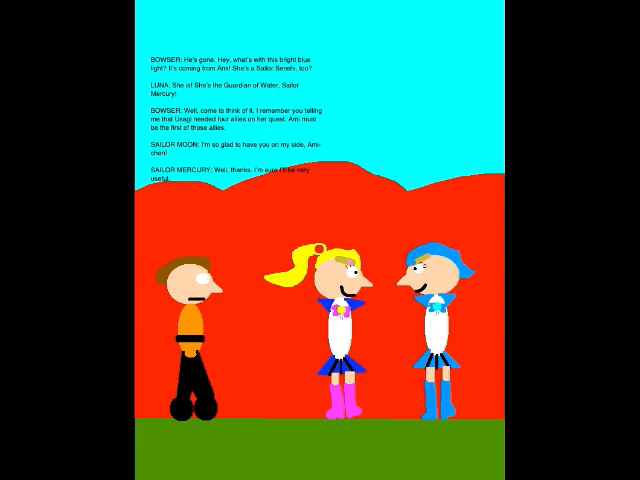 BOWSER: He's gone. Hey, what's with this bright blue
light? It's coming from Ami! She's a Sailor Senshi, too?
LUNA: She is! She's the Guardian of Water, Sailor
Mercury!
BOWSER: Well, come to think of it, I remember you telling
me that Usagi needed four allies on her quest. Ami must
be the first of those allies.
SAILOR MOON: I'm so glad to have you on my side, Ami-
chan!
SAILOR MERCURY: Well, thanks. I'm sure I'll be very
useful.